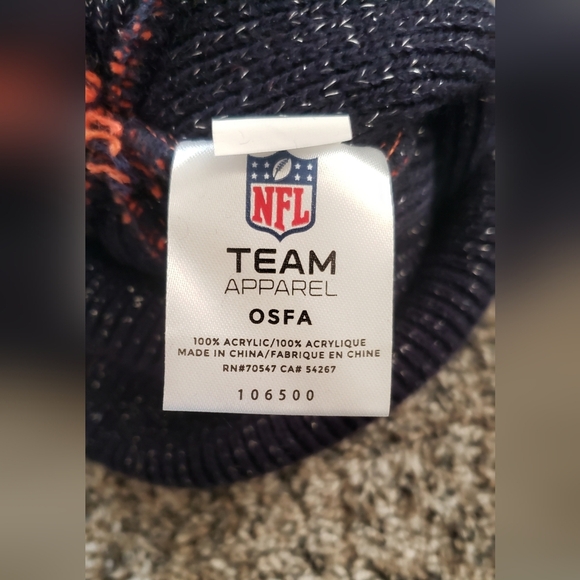 NFL
TEAM
APPAREL
OSFA
100% ACRYLIC/100% ACRYLIQUE
MADE IN CHINA/FABRIQUE EN CHINE
RN#70547 CA# 54267
106500